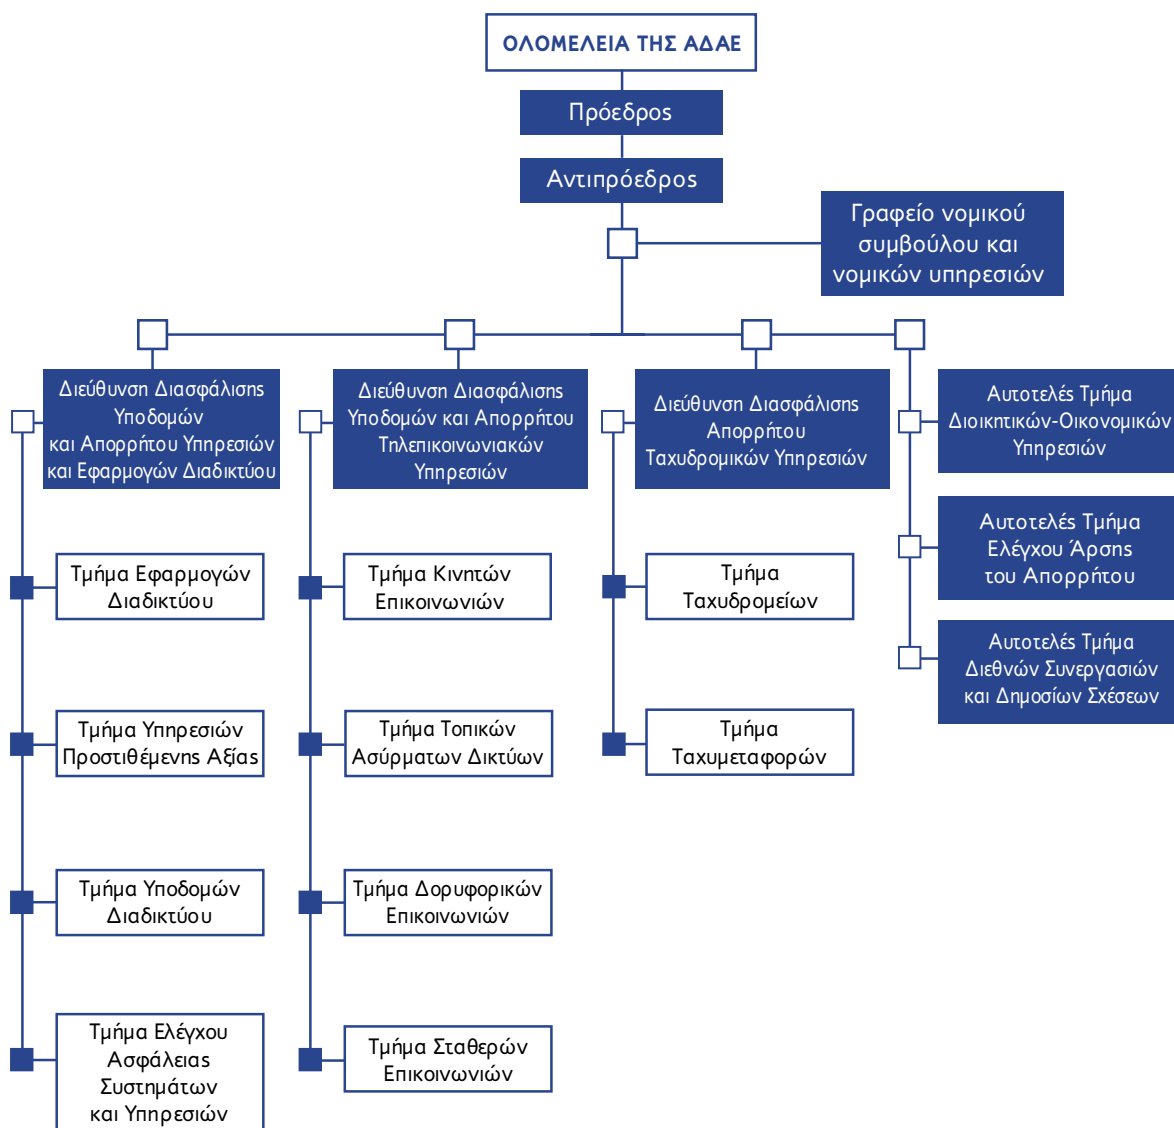 ΟΛΟΜΕΛΕΙΑ ΤΗΣ ΑΔΑΕ
Πρόεδρος
Αντιπρόεδρος
Γραφείο νομικού
συμβούλου και
νομικών υπηρεσιών
Διεύθυνση Διασφάλισης
Υποδομών
και Απορρήτου Υπηρεσιών
και Εφαρμογών Διαδικτύου
Τμήμα Εφαρμογών
Διαδικτύου
Τμήμα Υπηρεσιών
Προστιθέμενης Αξίας
Τμήμα Υποδομών
Διαδικτύου
Τμήμα Ελέγχου
Ασφάλειας
Συστημάτων
και Υπηρεσιών
Διεύθυνση Διασφάλισης
Υποδομών και Απορρήτου
Τηλεπικοινωνιακών
Υπηρεσιών
Τμήμα Κινητών
Επικοινωνιών
Τμήμα Τοπικών
Ασύρματων Δικτύων
Τμήμα Δορυφορικών
Επικοινωνιών
Τμήμα Σταθερών
Επικοινωνιών
Διεύθυνση Διασφάλισης
Απορρήτου
Ταχυδρομικών Υπηρεσιών
Τμήμα
Ταχυδρομείων
Τμήμα
Ταχυμεταφορών
Αυτοτελές Τμήμα
Διοικητικών-Οικονομικών
Υπηρεσιών
Αυτοτελές Τμήμα
Ελέγχου Άρσης
του Απορρήτου
Αυτοτελές Τμήμα
Διεθνών Συνεργασιών
και Δημοσίων Σχέσεων